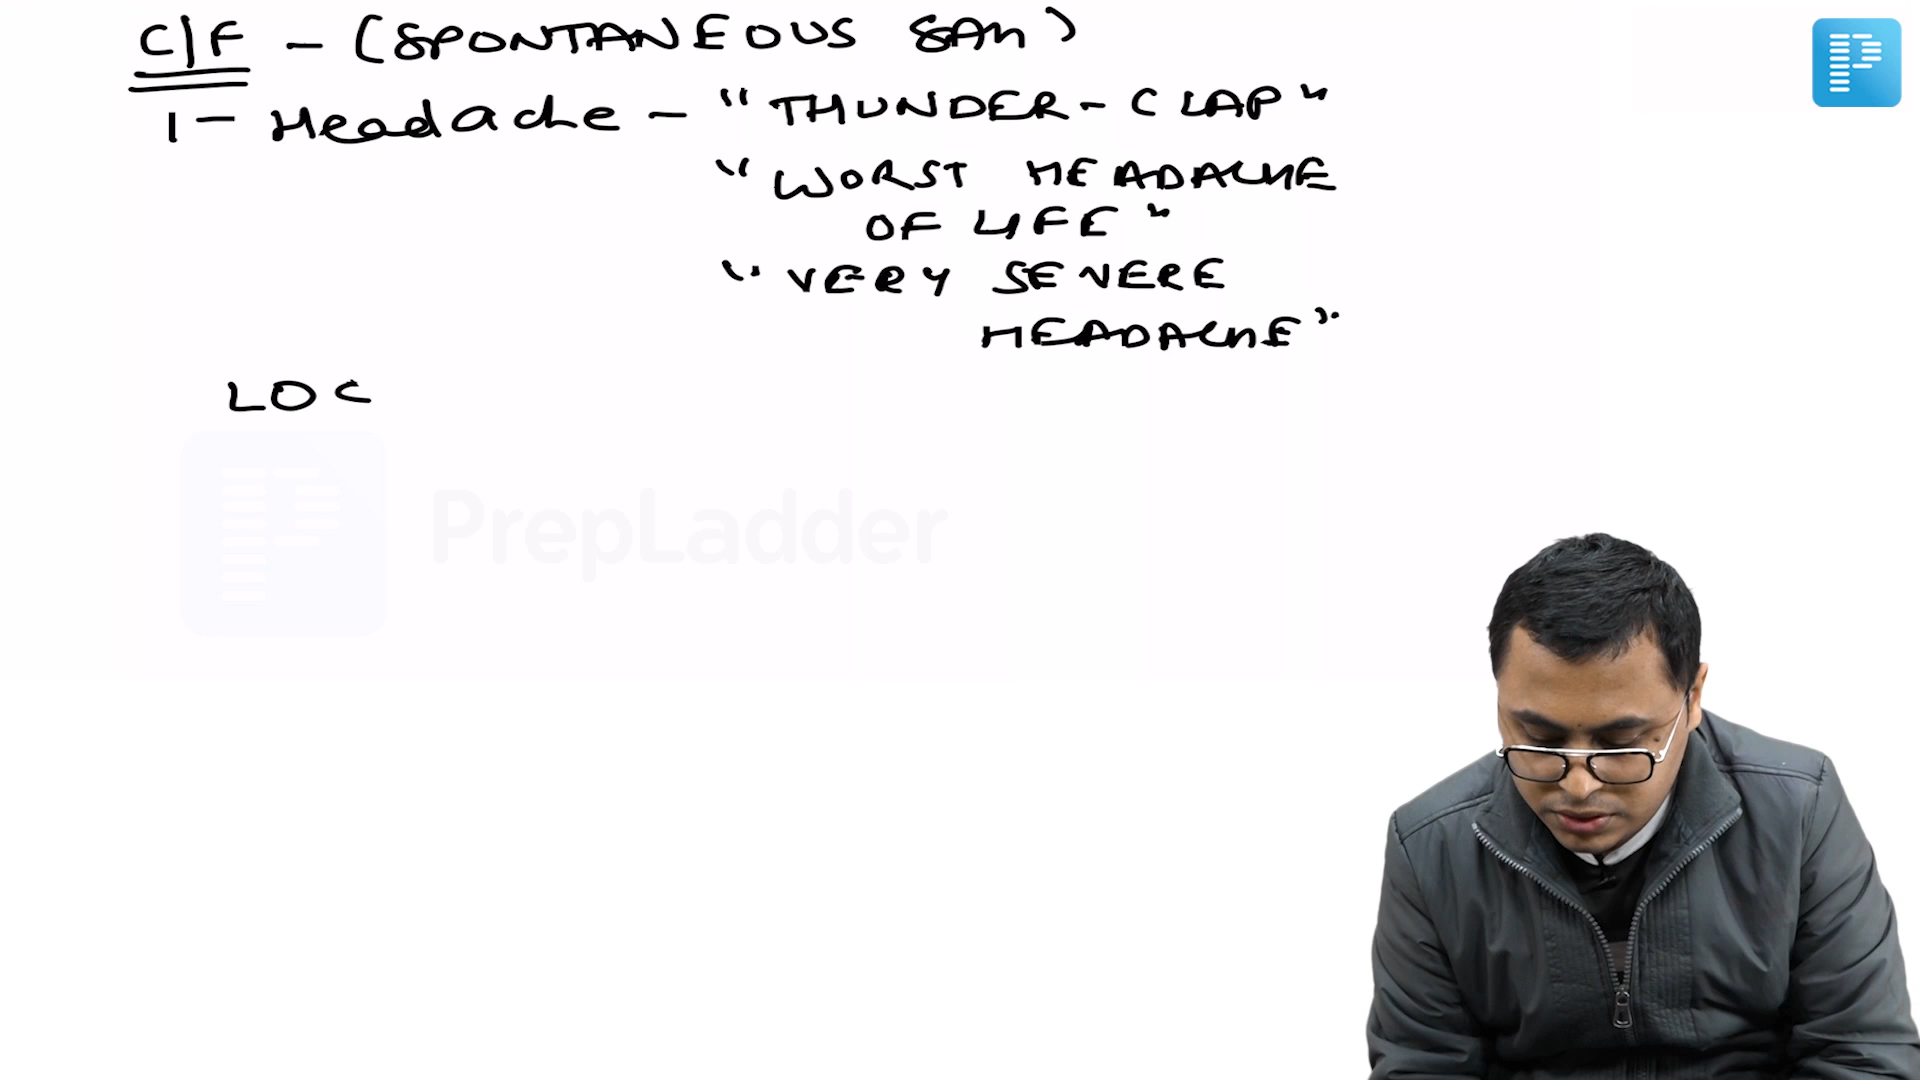 C/F - (SPONTANEOUS SAH)
1- Headache - "THUNDER-CLAP"
"WORST HEADACHE
OF LIFE"
"VERY SEVERE
HEADACHE"
LOC
PrepLadder